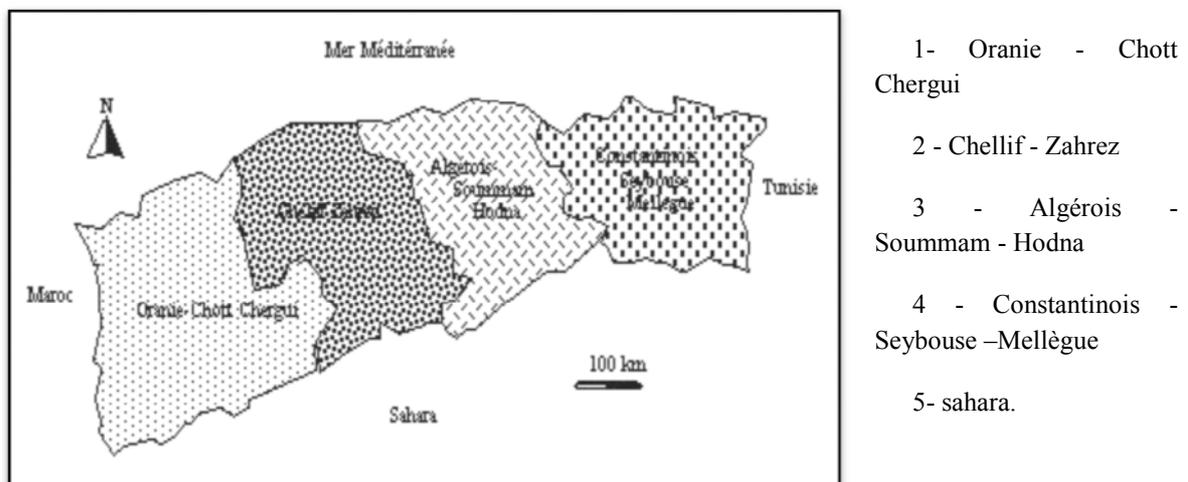 Mer Méditérranée
N
Algérois-
Soummam
Hodna
Constantinois
Seybouse
Mellègue
Tunisie
Chellif-Zahrez
Maroc
Oranie-Chott Chergui
100 km
Sahara
1- Oranie - Chott
Chergui
2 - Chellif - Zahrez
3 - Algérois -
Soummam - Hodna
4 - Constantinois -
Seybouse –Mellègue
5- sahara.